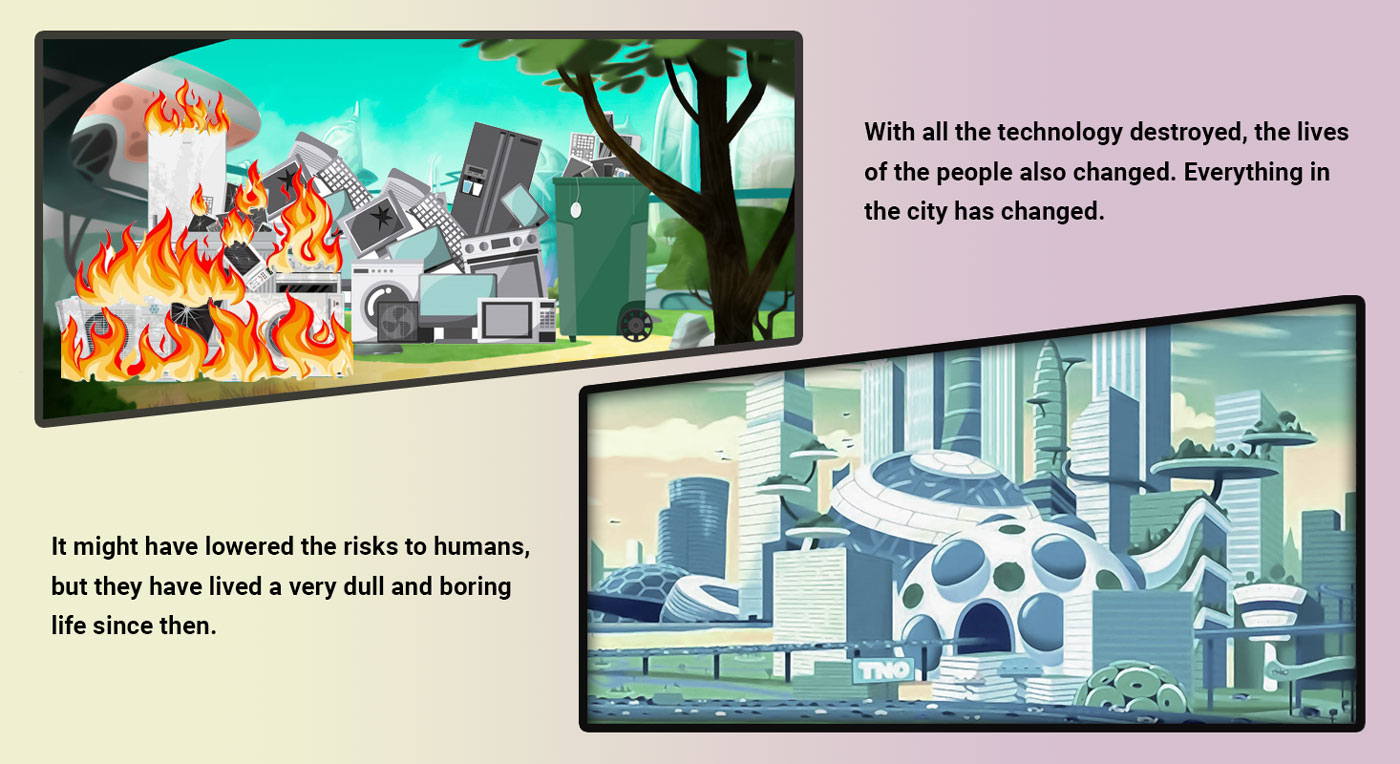 With all the technology destroyed, the lives
of the people also changed. Everything in
the city has changed.
It might have lowered the risks to humans,
but they have lived a very dull and boring
life since then.
TNO